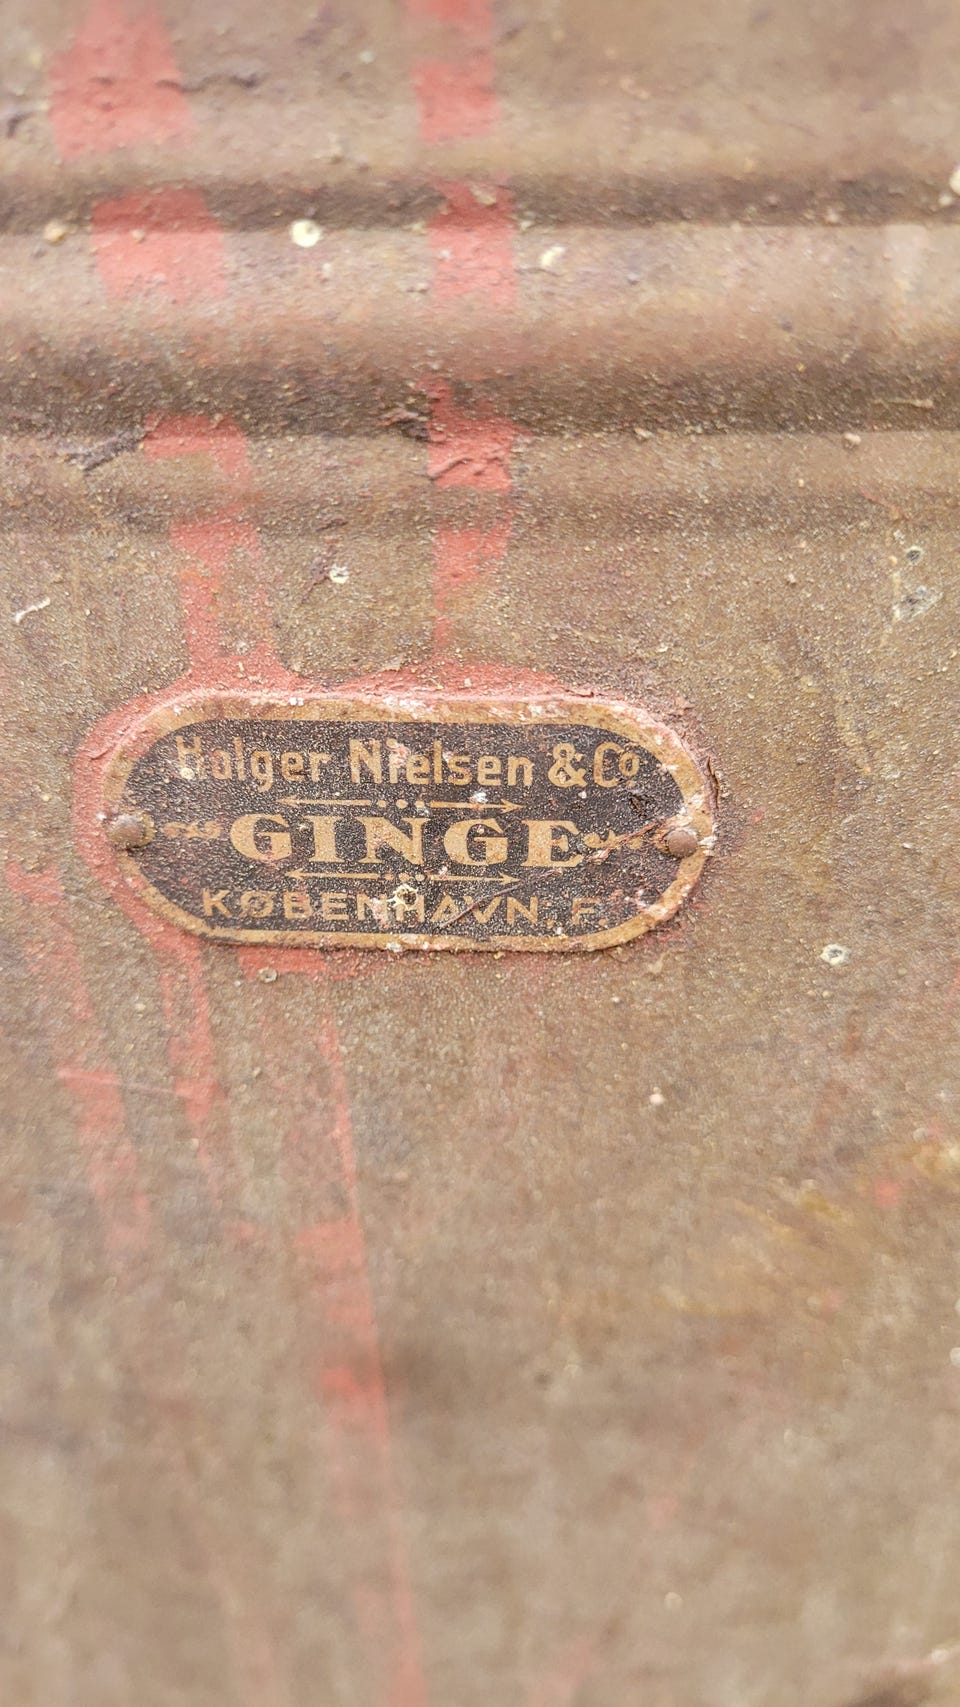 Holger Nielsen & Co
GINGE
KØBENHAVN. F.